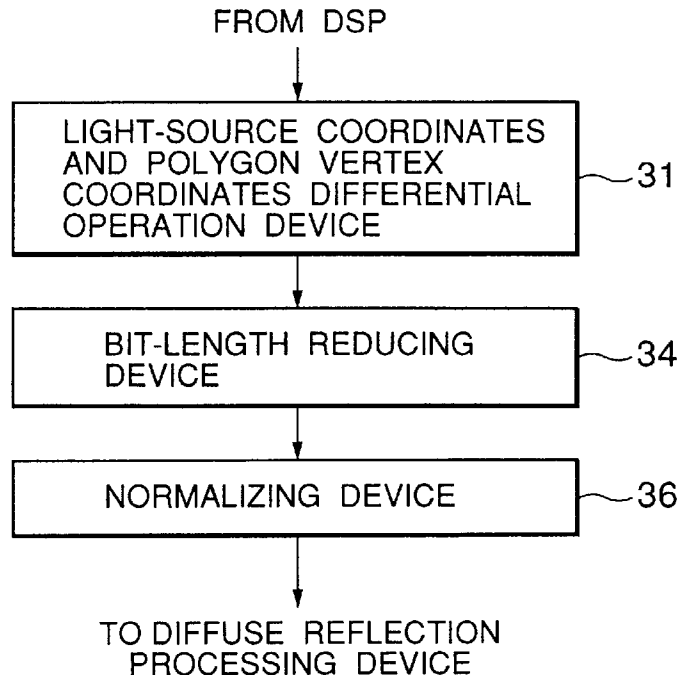 FROM DSP
LIGHT-SOURCE COORDINATES
AND POLYGON VERTEX
COORDINATES DIFFERENTIAL
OPERATION DEVICE
31
BIT-LENGTH REDUCING
DEVICE
34
NORMALIZING DEVICE
36
TO DIFFUSE REFLECTION
PROCESSING DEVICE